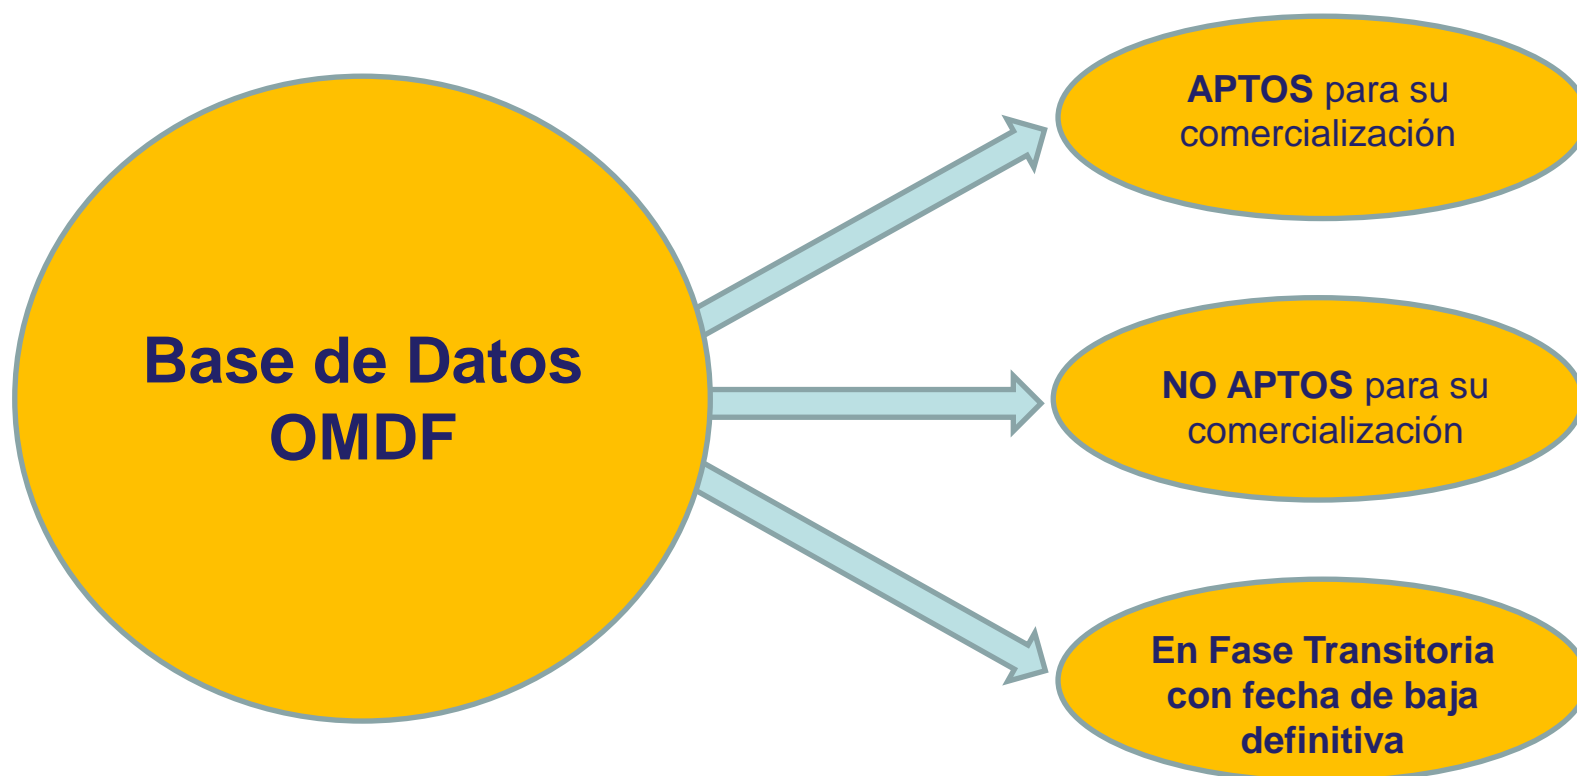 Base de Datos
OMDF
APTOS para su
comercialización
NO APTOS para su
comercialización
En Fase Transitoria
con fecha de baja
definitiva